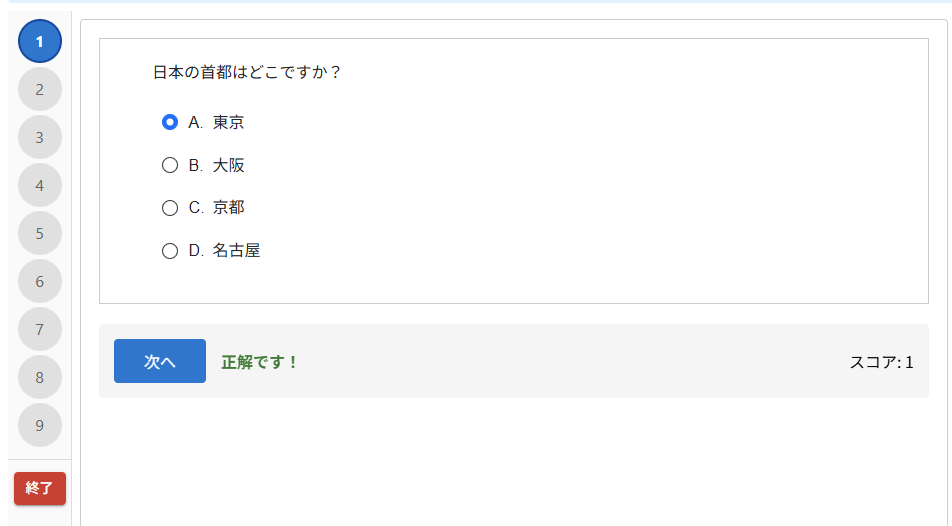 1
2
3
4
5
6
7
8
9
終了
日本の首都はどこですか？
A. 東京
B. 大阪
C. 京都
D. 名古屋
次へ 正解です！ スコア: 1